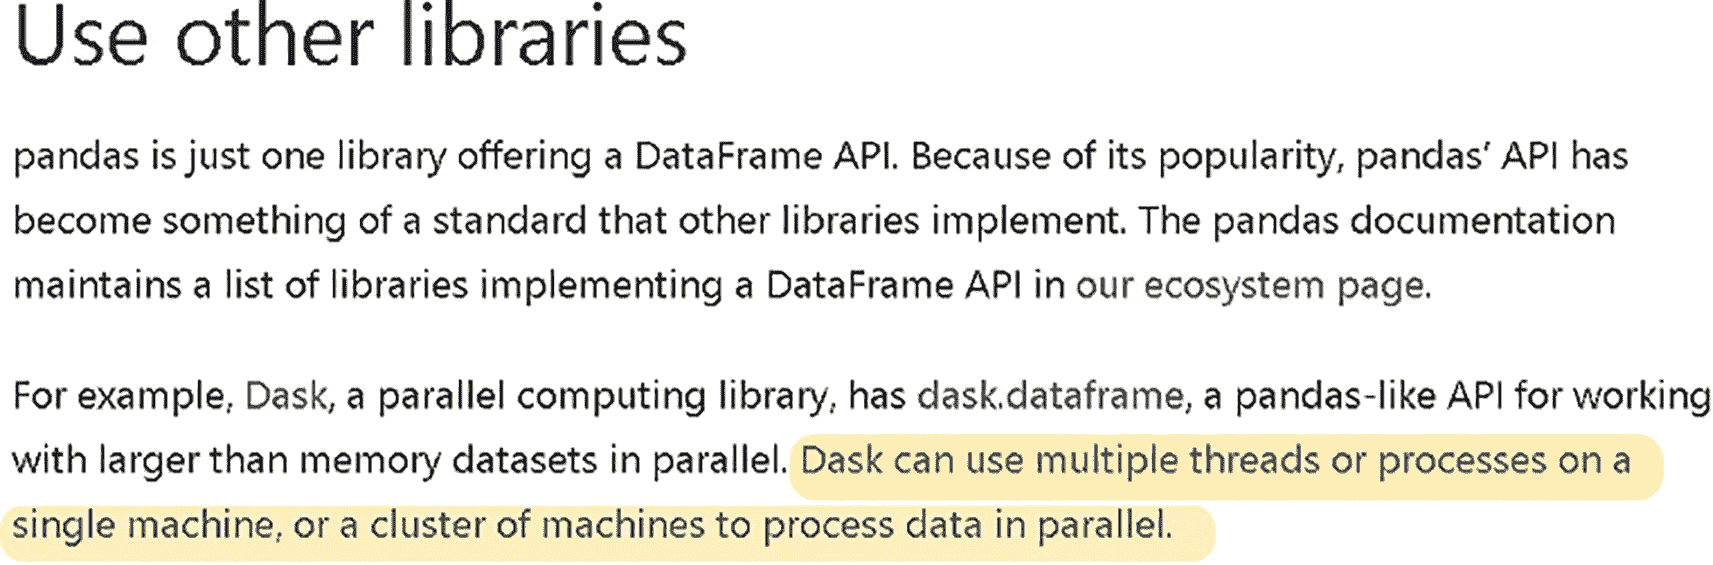 Use other libraries
pandas is just one library offering a DataFrame API. Because of its popularity, pandas’ API has
become something of a standard that other libraries implement. The pandas documentation
maintains a list of libraries implementing a DataFrame API in our ecosystem page.
For example, Dask, a parallel computing library, has dask.dataframe, a pandas-like API for working
with larger than memory datasets in parallel. Dask can use multiple threads or processes on a
single machine, or a cluster of machines to process data in parallel.